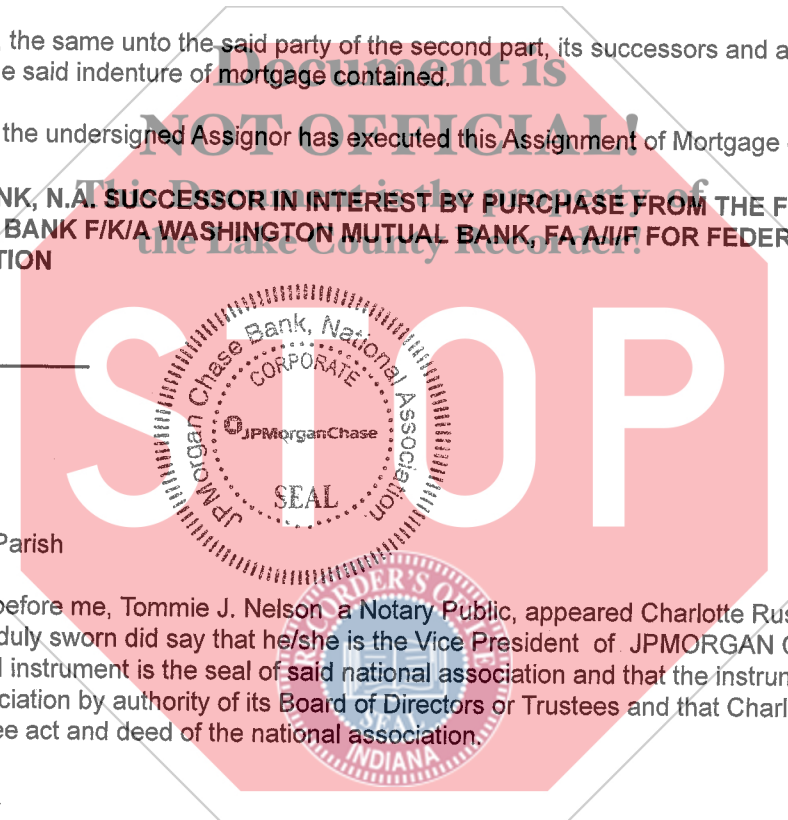 the same unto the said party of the second part, its successors and a
e said indenture of mortgage contained.
Document is
NOT OFFICIAL!
the undersigned Assignor has executed this Assignment of Mortgage
This Document is the property of
the Lake County Recorder!
NK, N.A. SUCCESSOR IN INTEREST BY PURCHASE FROM THE F
BANK F/K/A WASHINGTON MUTUAL BANK, FA A/I/F FOR FEDER
TION
STOP
JPMorgan Chase Bank, National Association
CORPORATE
JPMorganChase
SEAL
Parish
before me, Tommie J. Nelson a Notary Public, appeared Charlotte Rus
duly sworn did say that he/she is the Vice President of JPMORGAN C
l instrument is the seal of said national association and that the instrum
ciation by authority of its Board of Directors or Trustees and that Charl
ee act and deed of the national association.
RECORDER'S OFFICE
SEAL
INDIANA